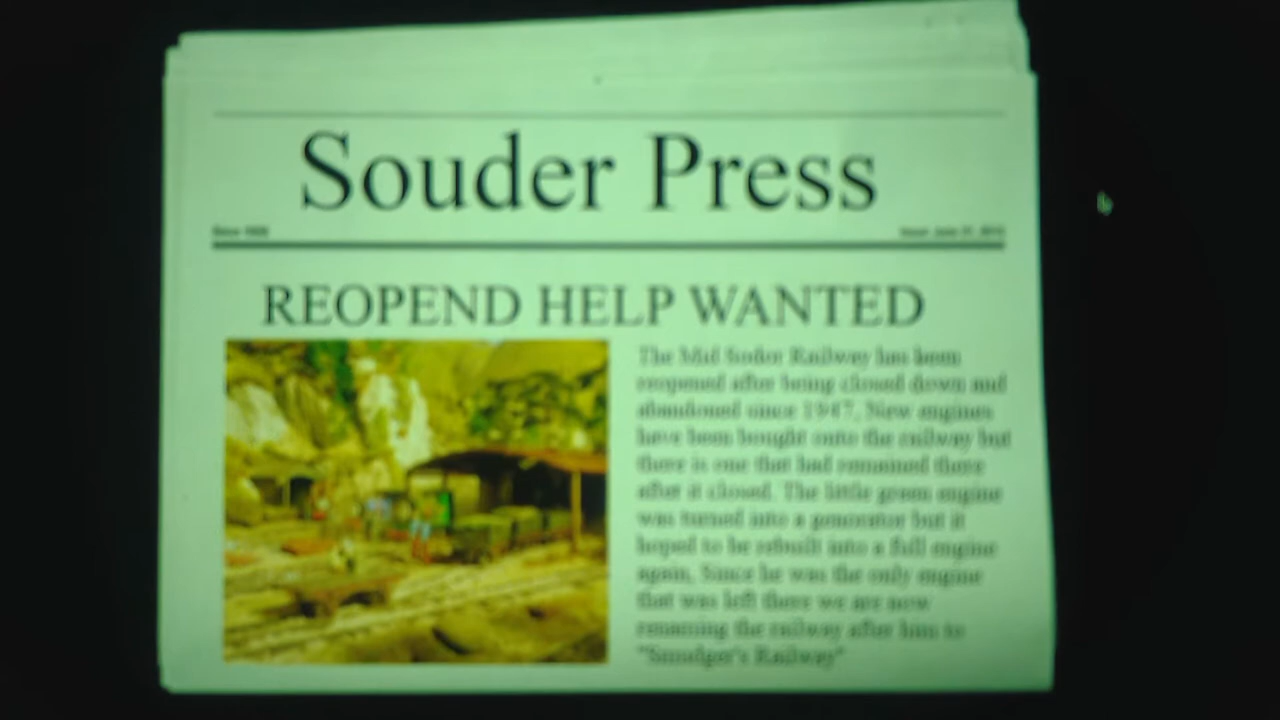 Souder Press
REOPEND HELP WANTED
The Mid Sodor Railway has been
reopened after being closed down and
abandoned since 1947, New engines
have been bought onto the railway but
there is one that had remained there
after it closed. The little green engine
was turned into a generator but it
hoped to be rebuilt into a full engine
again, Since he was the only engine
that was left there we are now
renaming the railway after him to
"Smudger's Railway"